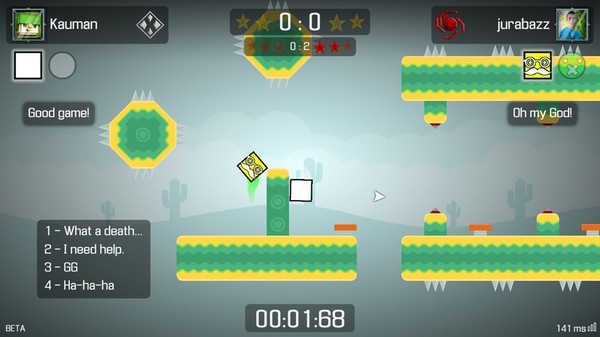 Kauman
0 : 0
jurabazz
0 : 2
Good game!
Oh my God!
1 - What a death...
2 - I need help.
3 - GG
4 - Ha-ha-ha
00:01:68
BETA
141 ms